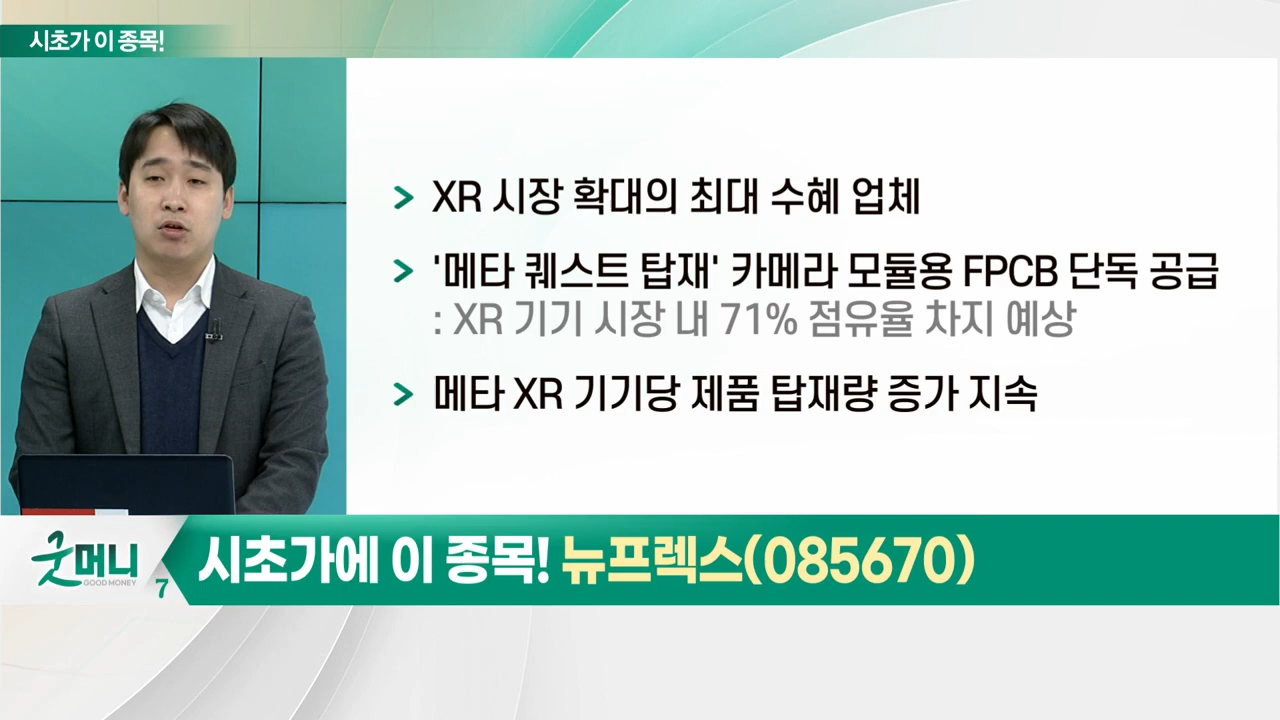 시초가 이 종목!
> XR 시장 확대의 최대 수혜 업체
> '메타 퀘스트 탑재' 카메라 모듈용 FPCB 단독 공급
: XR 기기 시장 내 71% 점유율 차지 예상
> 메타 XR 기기당 제품 탑재량 증가 지속
굿머니
GOOD MONEY
7
시초가에 이 종목! 뉴프렉스(085670)